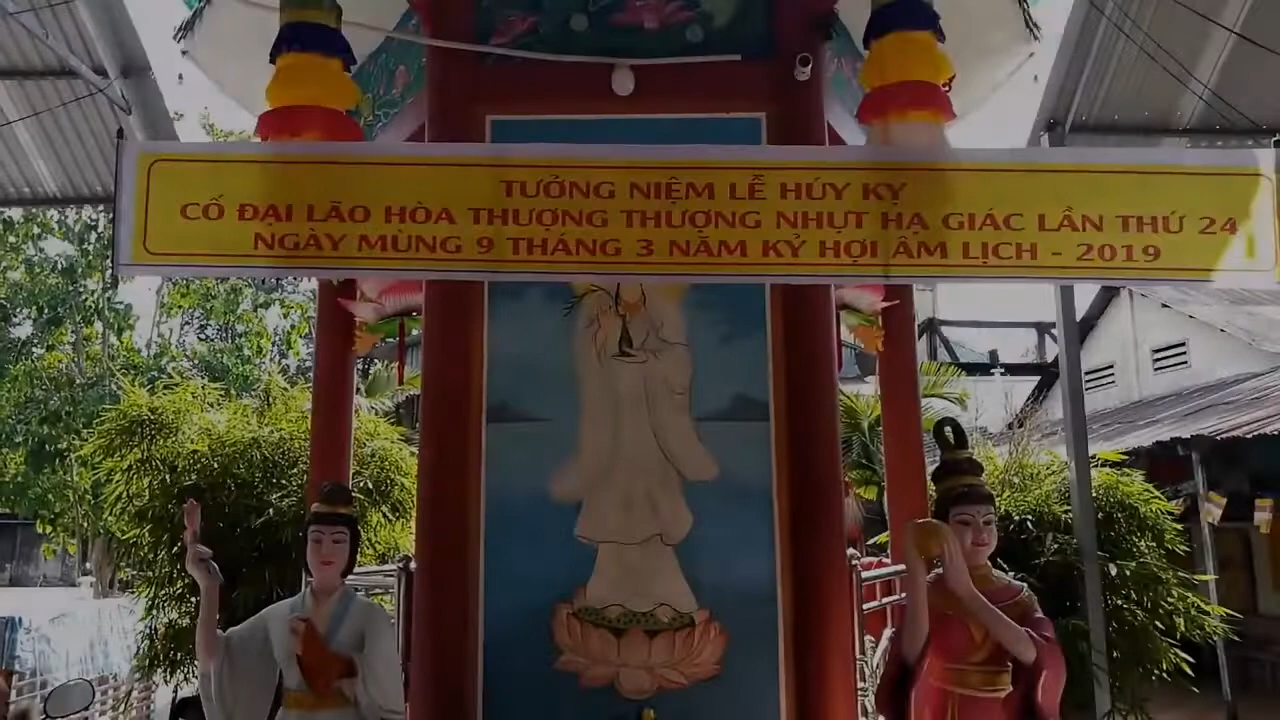 TƯỞNG NIỆM LỄ HÚY KỴ
CỐ ĐẠI LÃO HÒA THƯỢNG THƯỢNG NHỰT HẠ GIÁC LẦN THỨ 24
NGÀY MÙNG 9 THÁNG 3 NĂM KỶ HỢI ÂM LỊCH - 2019